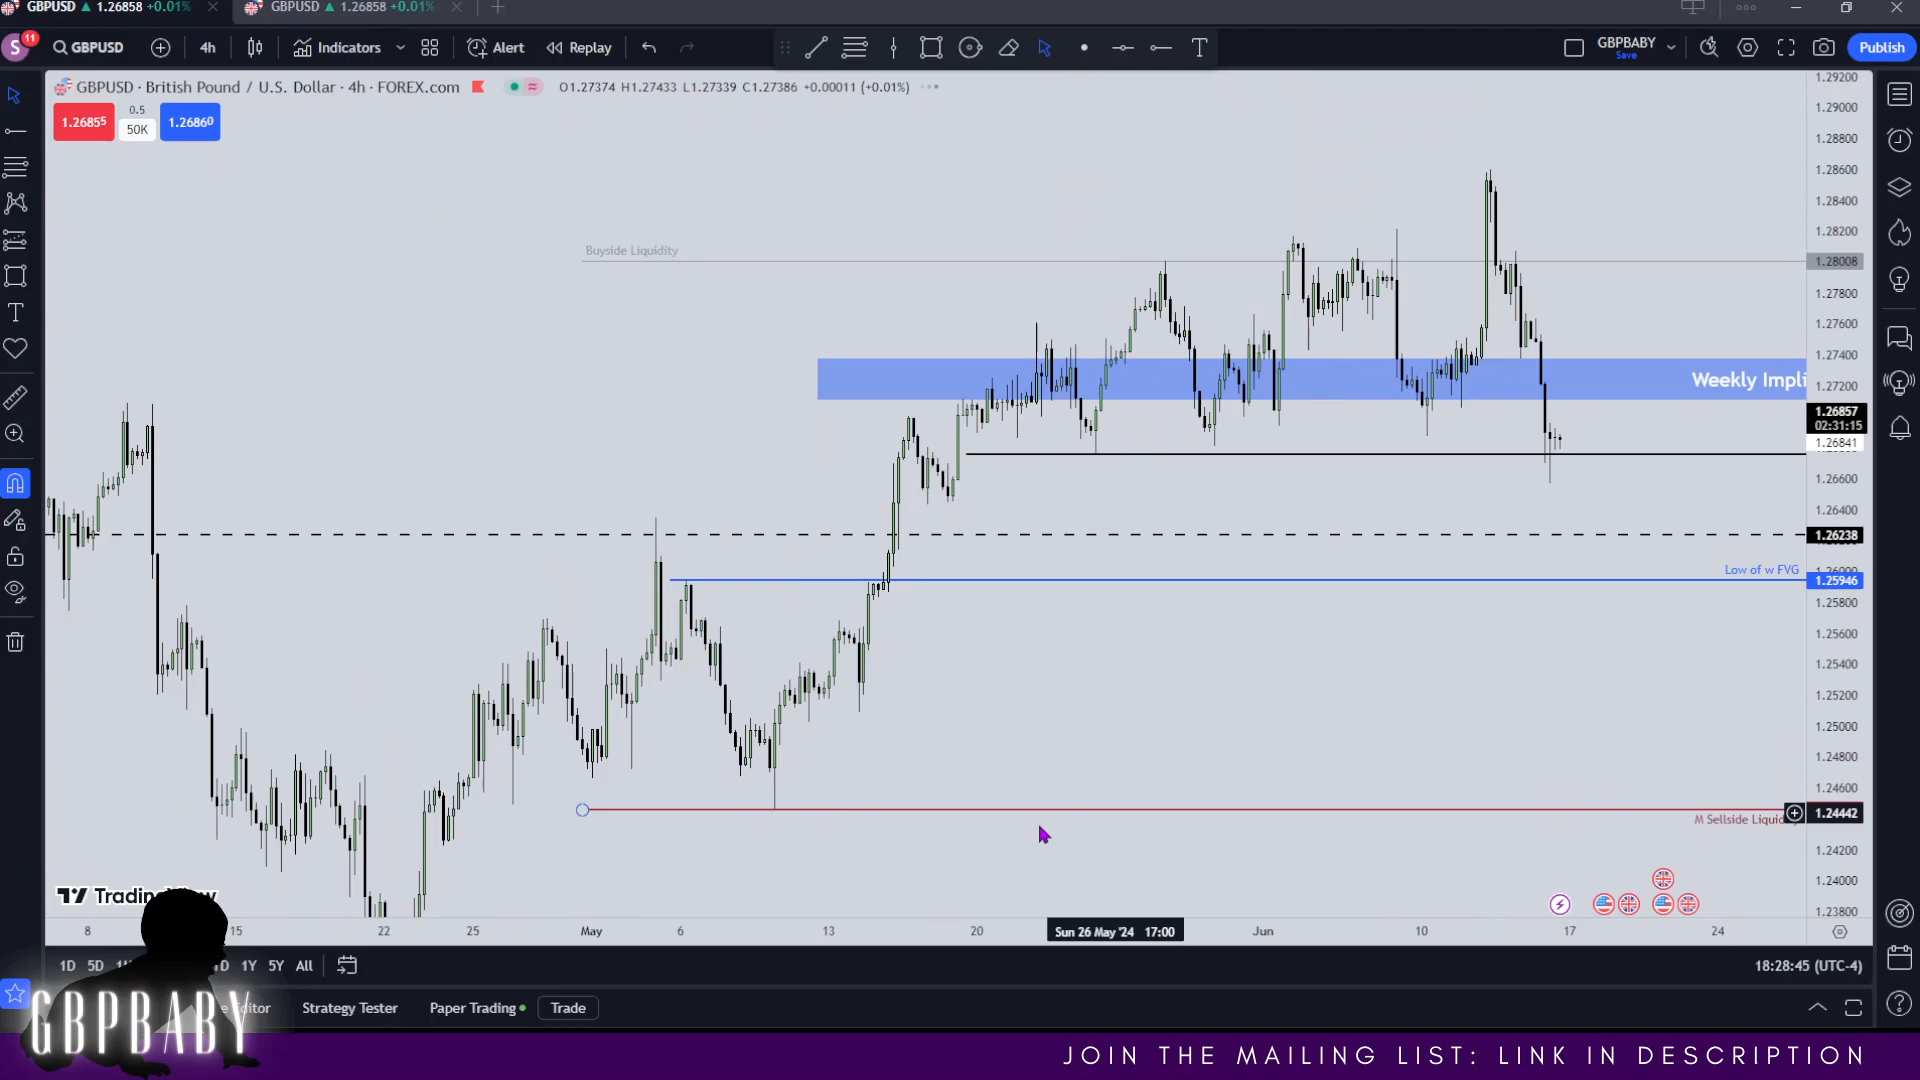 GBPUSD ▲ 1.26858 +0.01%
GBPUSD ▲ 1.26858 +0.01%
S 11 GBPUSD 4h Indicators Alert Replay GBPBABY Publish
Save
GBPUSD · British Pound / U.S. Dollar · 4h · FOREX.com O1.27374 H1.27433 L1.27339 C1.27386 +0.00011 (+0.01%)
1.26855 0.5 50K 1.26860
1.29200
1.29000
1.28800
1.28600
1.28400
1.28200
Buyside Liquidity
1.28008
1.27800
1.27600
1.27400
Weekly Impli
1.27200
1.26857
02:31:15
1.26841
1.26600
1.26400
1.26238
Low of w FVG
1.25946
1.25800
1.25600
1.25400
1.25200
1.25000
1.24800
1.24600
1.24442
M Sellside Liquid
1.24200
1.24000
1.23800
TradingView
8 15 22 25 May 6 13 20 Sun 26 May '24 17:00 Jun 10 17 24
1D 5D 1Y 5Y All 18:28:45 (UTC-4)
Editor Strategy Tester Paper Trading Trade
GBPBABY
JOIN THE MAILING LIST: LINK IN DESCRIPTION